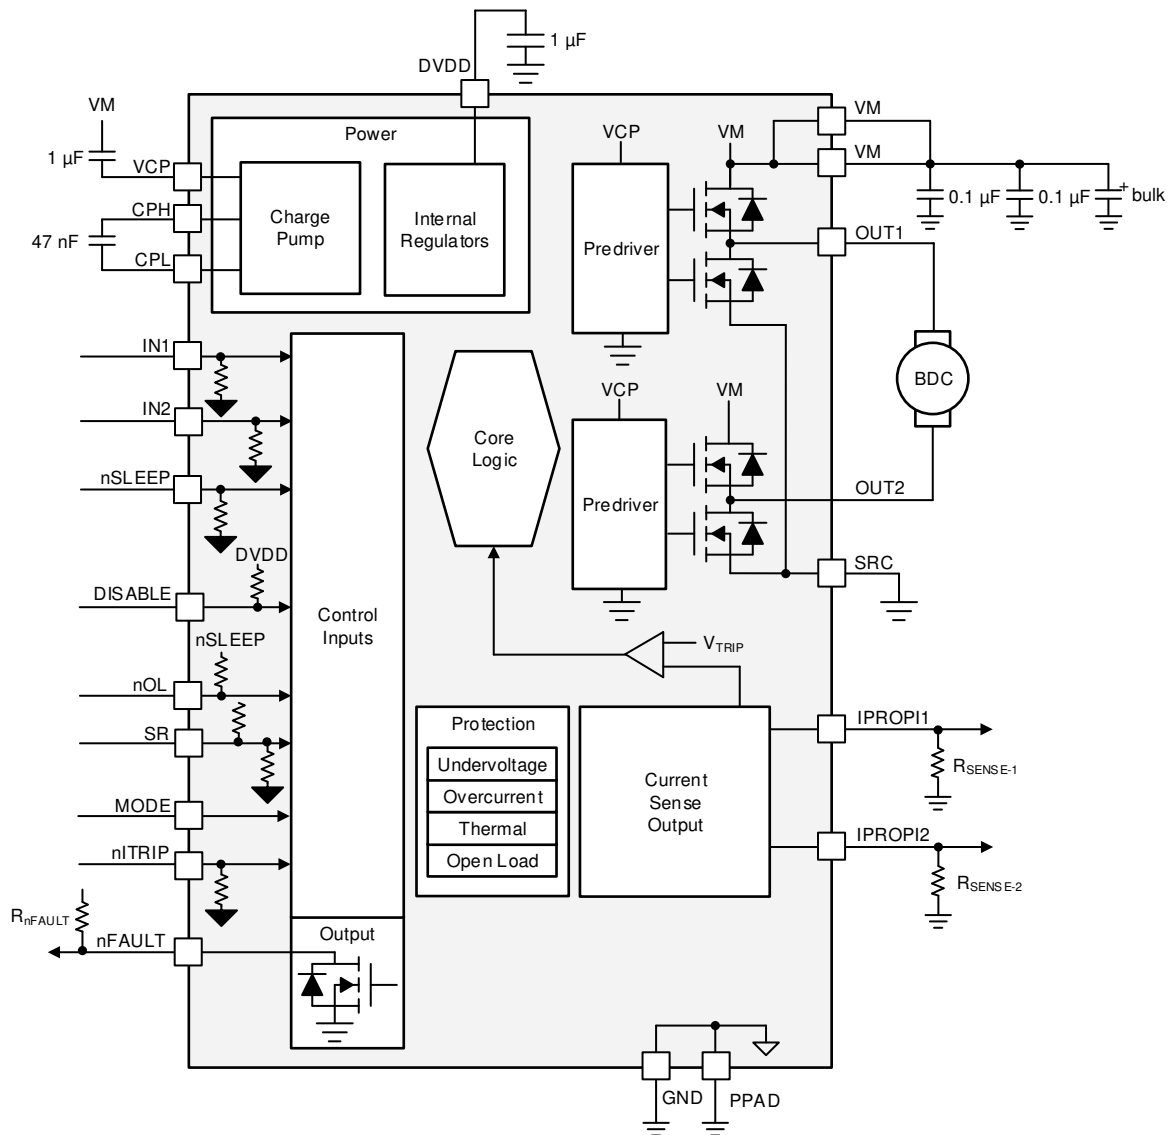 1 µF
DVDD
VM
1 µF
VCP
CPH
47 nF
CPL
Power
Charge
Pump
Internal
Regulators
VCP
VM
Predriver
VM
VM
0.1 µF
0.1 µF
+
bulk
OUT1
BDC
IN1
IN2
nSLEEP
DVDD
DISABLE
nSLEEP
nOL
SR
MODE
nITRIP
RnFAULT
nFAULT
Control
Inputs
Output
Core
Logic
VCP
VM
Predriver
OUT2
SRC
VTRIP
Protection
Undervoltage
Overcurrent
Thermal
Open Load
Current
Sense
Output
IPROPI1
RSENSE-1
IPROPI2
RSENSE-2
GND
PPAD